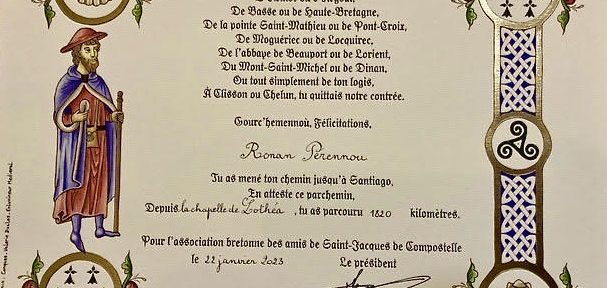 De Basse ou de Haute-Bretagne,
De la pointe Saint-Mathieu ou de Pont-Croix,
De Moguériec ou de Locquirec,
De l'abbaye de Beauport ou de Lorient,
Du Mont-Saint-Michel ou de Dinan,
Ou tout simplement de ton logis,
À Clisson ou Chelun, tu quittais notre contrée.
Gourc'hemennoù, Félicitations,
Ronan Pérennou
Tu as mené ton chemin jusqu'à Santiago,
En atteste ce parchemin,
Depuis la chapelle de Lothéa, tu as parcouru 1820 kilomètres.
Pour l'association bretonne des amis de Saint-Jacques de Compostelle
le 22 janvier 2023
Le président